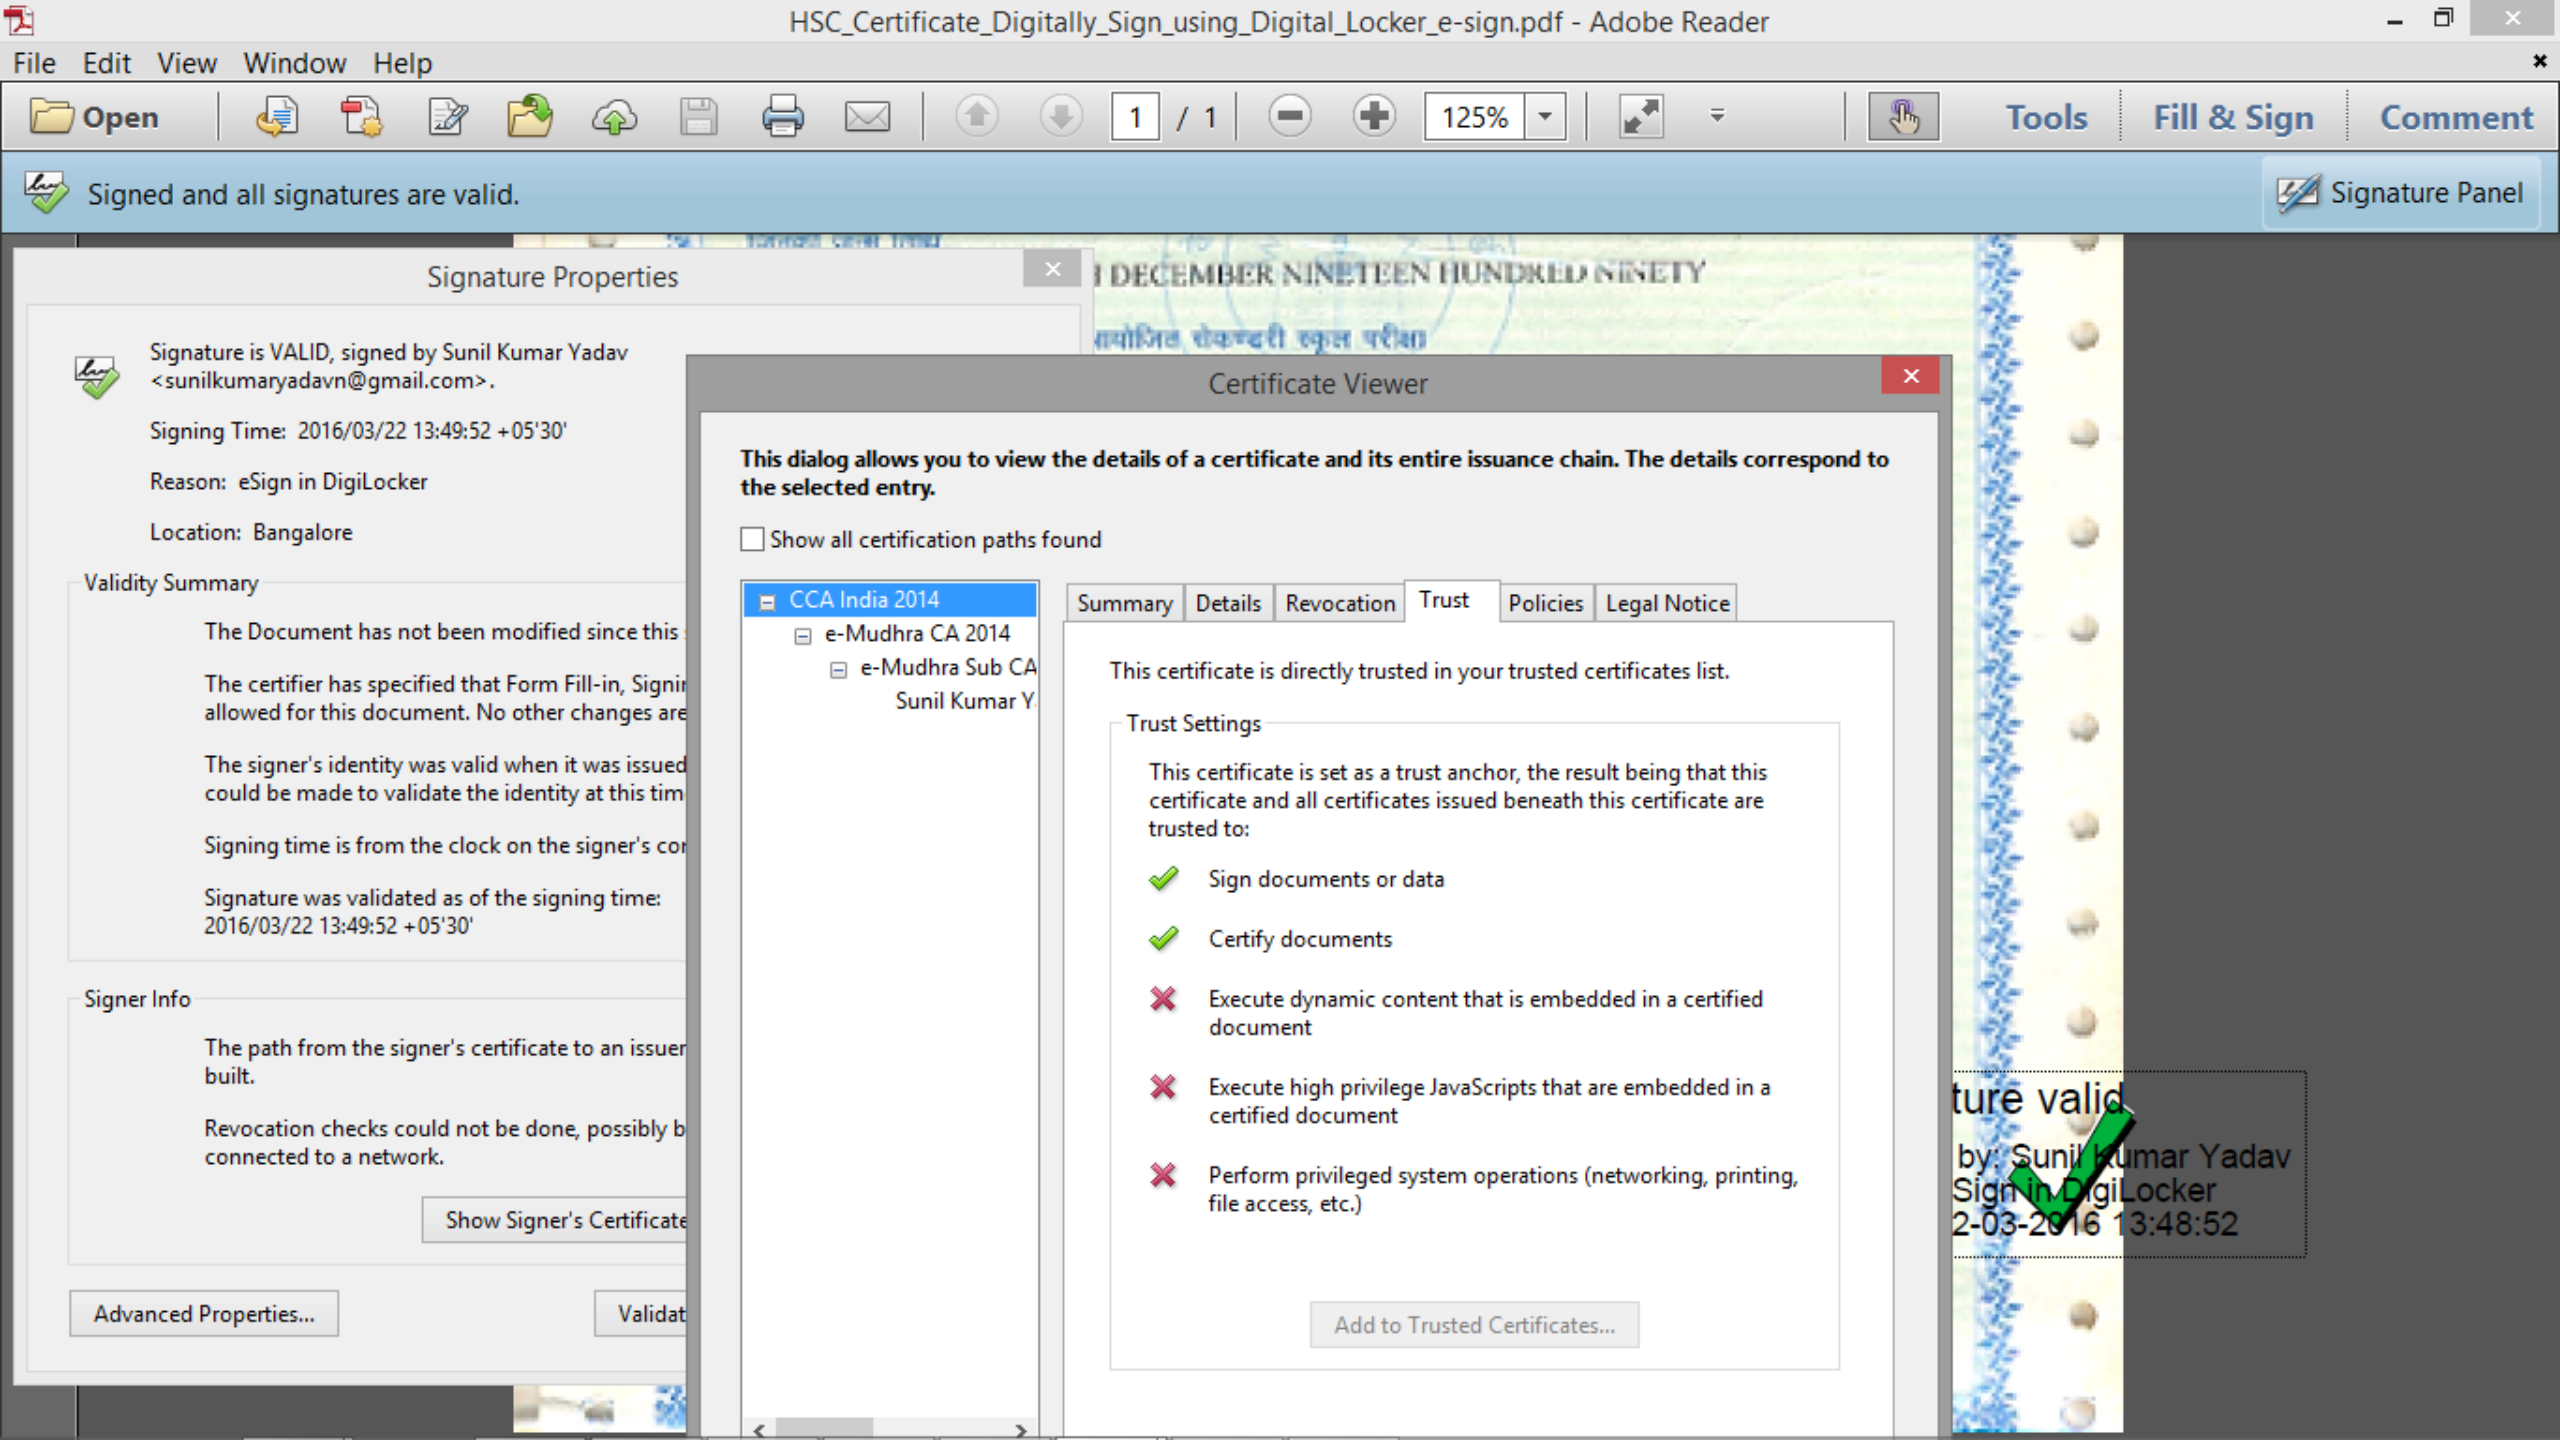 HSC_Certificate_Digitally_Sign_using_Digital_Locker_e-sign.pdf - Adobe Reader
File Edit View Window Help
Open 1 / 1 125% Tools Fill & Sign Comment
Signed and all signatures are valid. Signature Panel
DECEMBER NINETEEN HUNDRED NINETY
सेकण्डरी स्कूल परीक्षा
Signature Properties
Signature is VALID, signed by Sunil Kumar Yadav
<sunilkumaryadavn@gmail.com>.
Signing Time: 2016/03/22 13:49:52 +05'30'
Reason: eSign in DigiLocker
Location: Bangalore
Validity Summary
The Document has not been modified since this
The certifier has specified that Form Fill-in, Signin
allowed for this document. No other changes are
The signer's identity was valid when it was issued
could be made to validate the identity at this tim
Signing time is from the clock on the signer's co
Signature was validated as of the signing time:
2016/03/22 13:49:52 +05'30'
Signer Info
The path from the signer's certificate to an issuer
built.
Revocation checks could not be done, possibly b
connected to a network.
Show Signer's Certificate
Advanced Properties...
Validat
Certificate Viewer
This dialog allows you to view the details of a certificate and its entire issuance chain. The details correspond to
the selected entry.
Show all certification paths found
CCA India 2014
e-Mudhra CA 2014
e-Mudhra Sub CA
Sunil Kumar Y
Summary Details Revocation Trust Policies Legal Notice
This certificate is directly trusted in your trusted certificates list.
Trust Settings
This certificate is set as a trust anchor, the result being that this
certificate and all certificates issued beneath this certificate are
trusted to:
Sign documents or data
Certify documents
Execute dynamic content that is embedded in a certified
document
Execute high privilege JavaScripts that are embedded in a
certified document
Perform privileged system operations (networking, printing,
file access, etc.)
Add to Trusted Certificates...
ture valid
by: Sunil Kumar Yadav
Sign in DigiLocker
2-03-2016 13:48:52